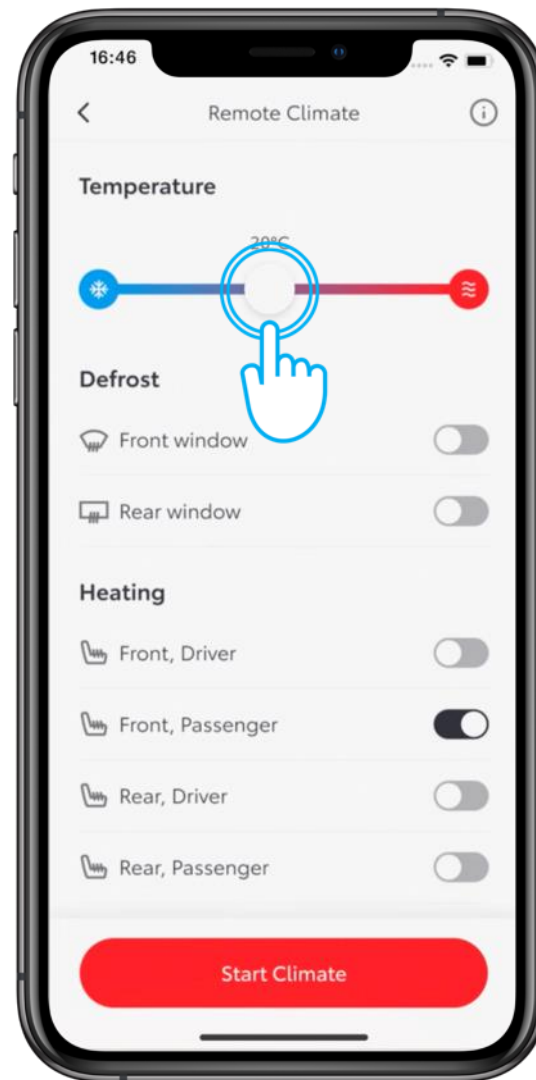 16:46
Remote Climate
Temperature
20°C
Defrost
Front window
Rear window
Heating
Front, Driver
Front, Passenger
Rear, Driver
Rear, Passenger
Start Climate